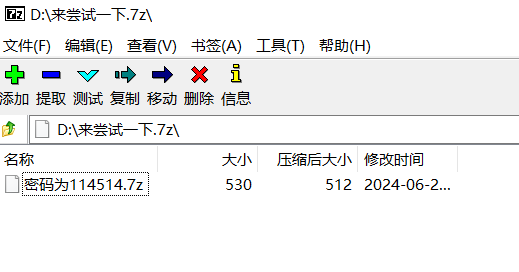 7z D:\来尝试一下.7z\
文件(F) 编辑(E) 查看(V) 书签(A) 工具(T) 帮助(H)
添加 提取 测试 复制 移动 删除 信息
D:\来尝试一下.7z\
名称 大小 压缩后大小 修改时间
密码为114514.7z 530 512 2024-06-2...